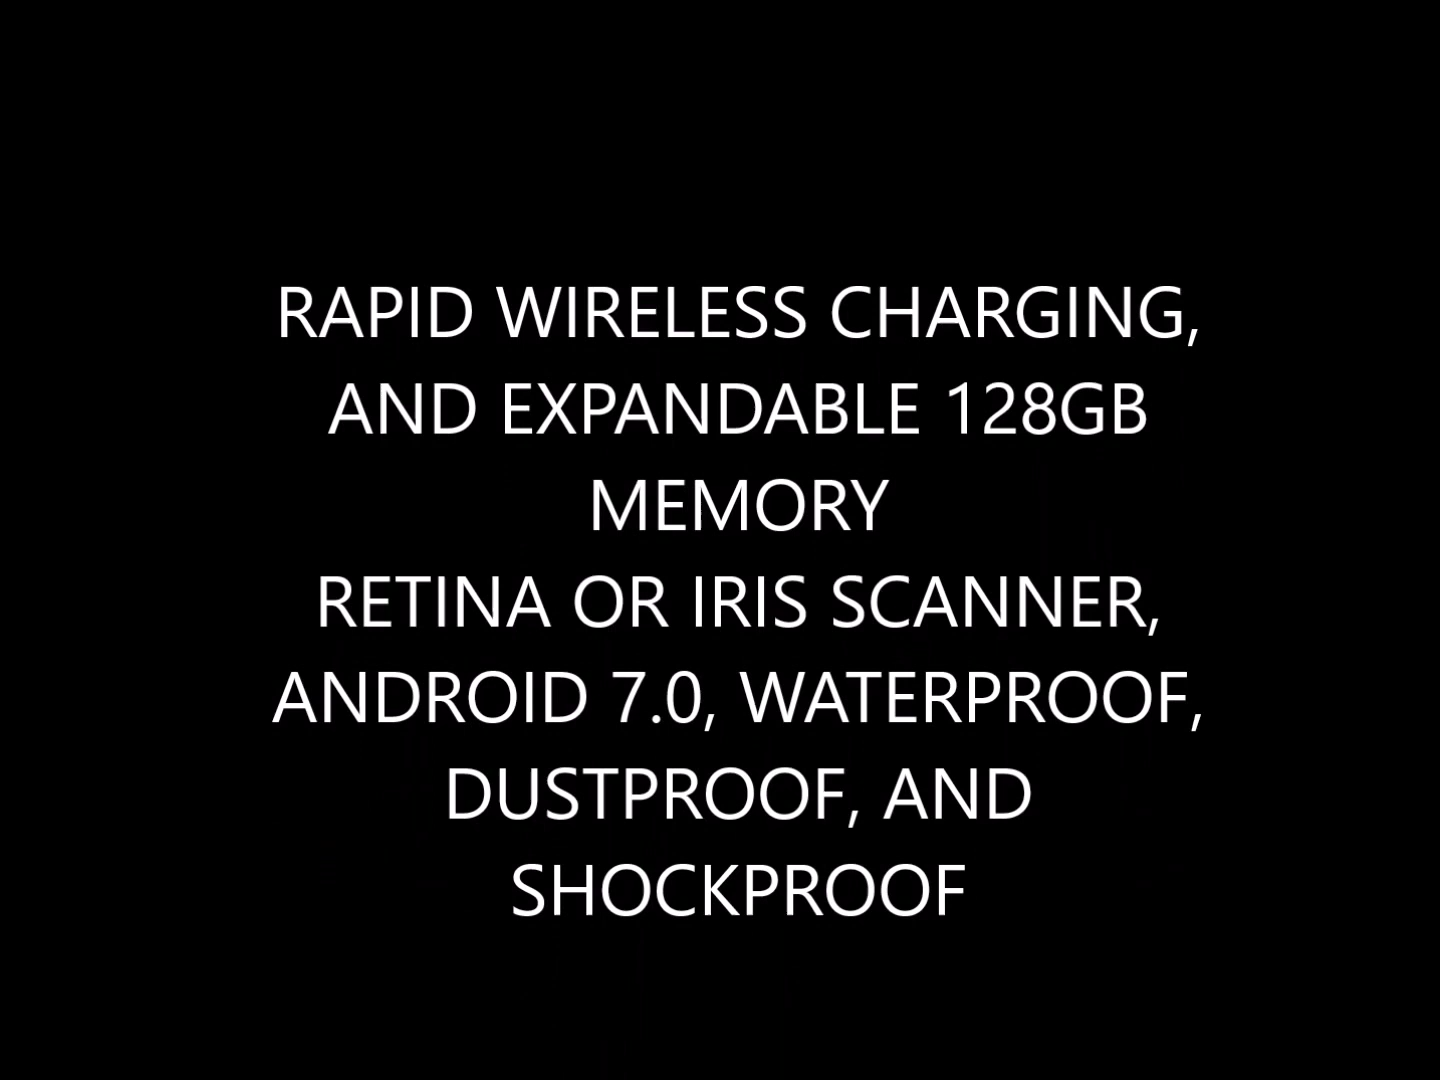 RAPID WIRELESS CHARGING,
AND EXPANDABLE 128GB
MEMORY
RETINA OR IRIS SCANNER,
ANDROID 7.0, WATERPROOF,
DUSTPROOF, AND
SHOCKPROOF